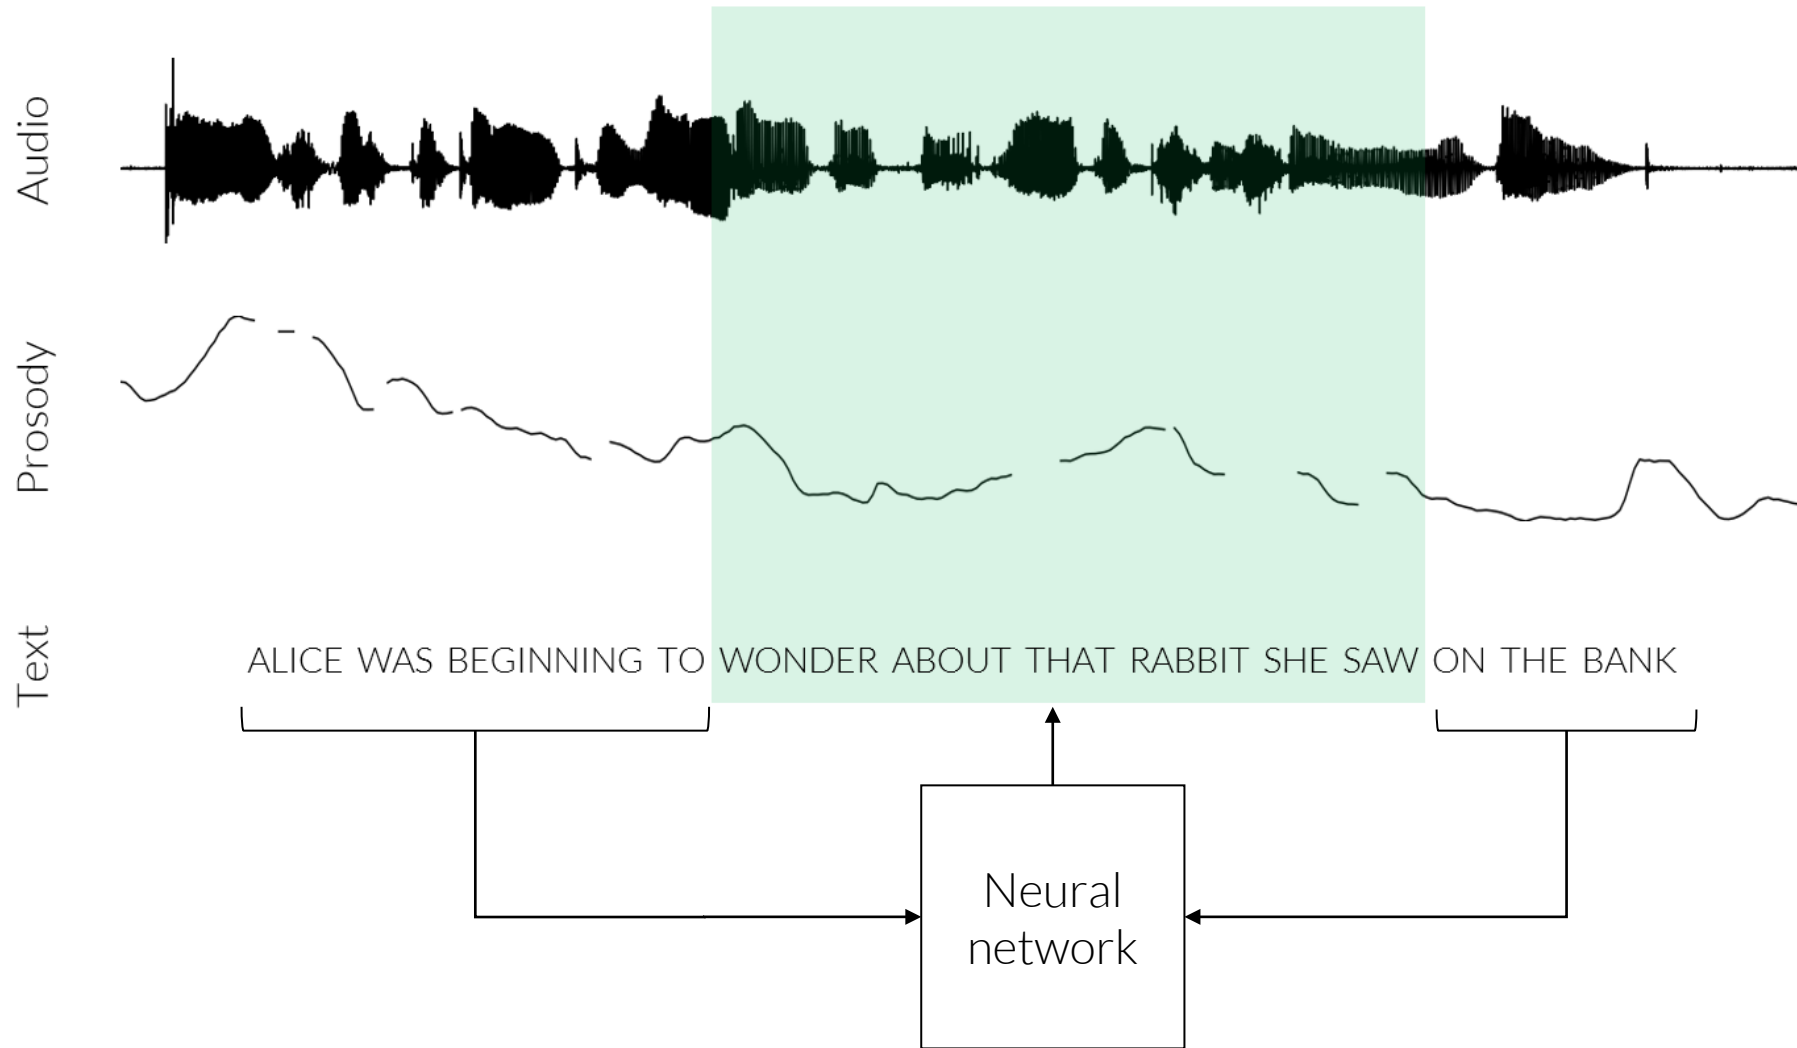 Audio
Prosody
Text
ALICE WAS BEGINNING TO WONDER ABOUT THAT RABBIT SHE SAW ON THE BANK
Neural
network